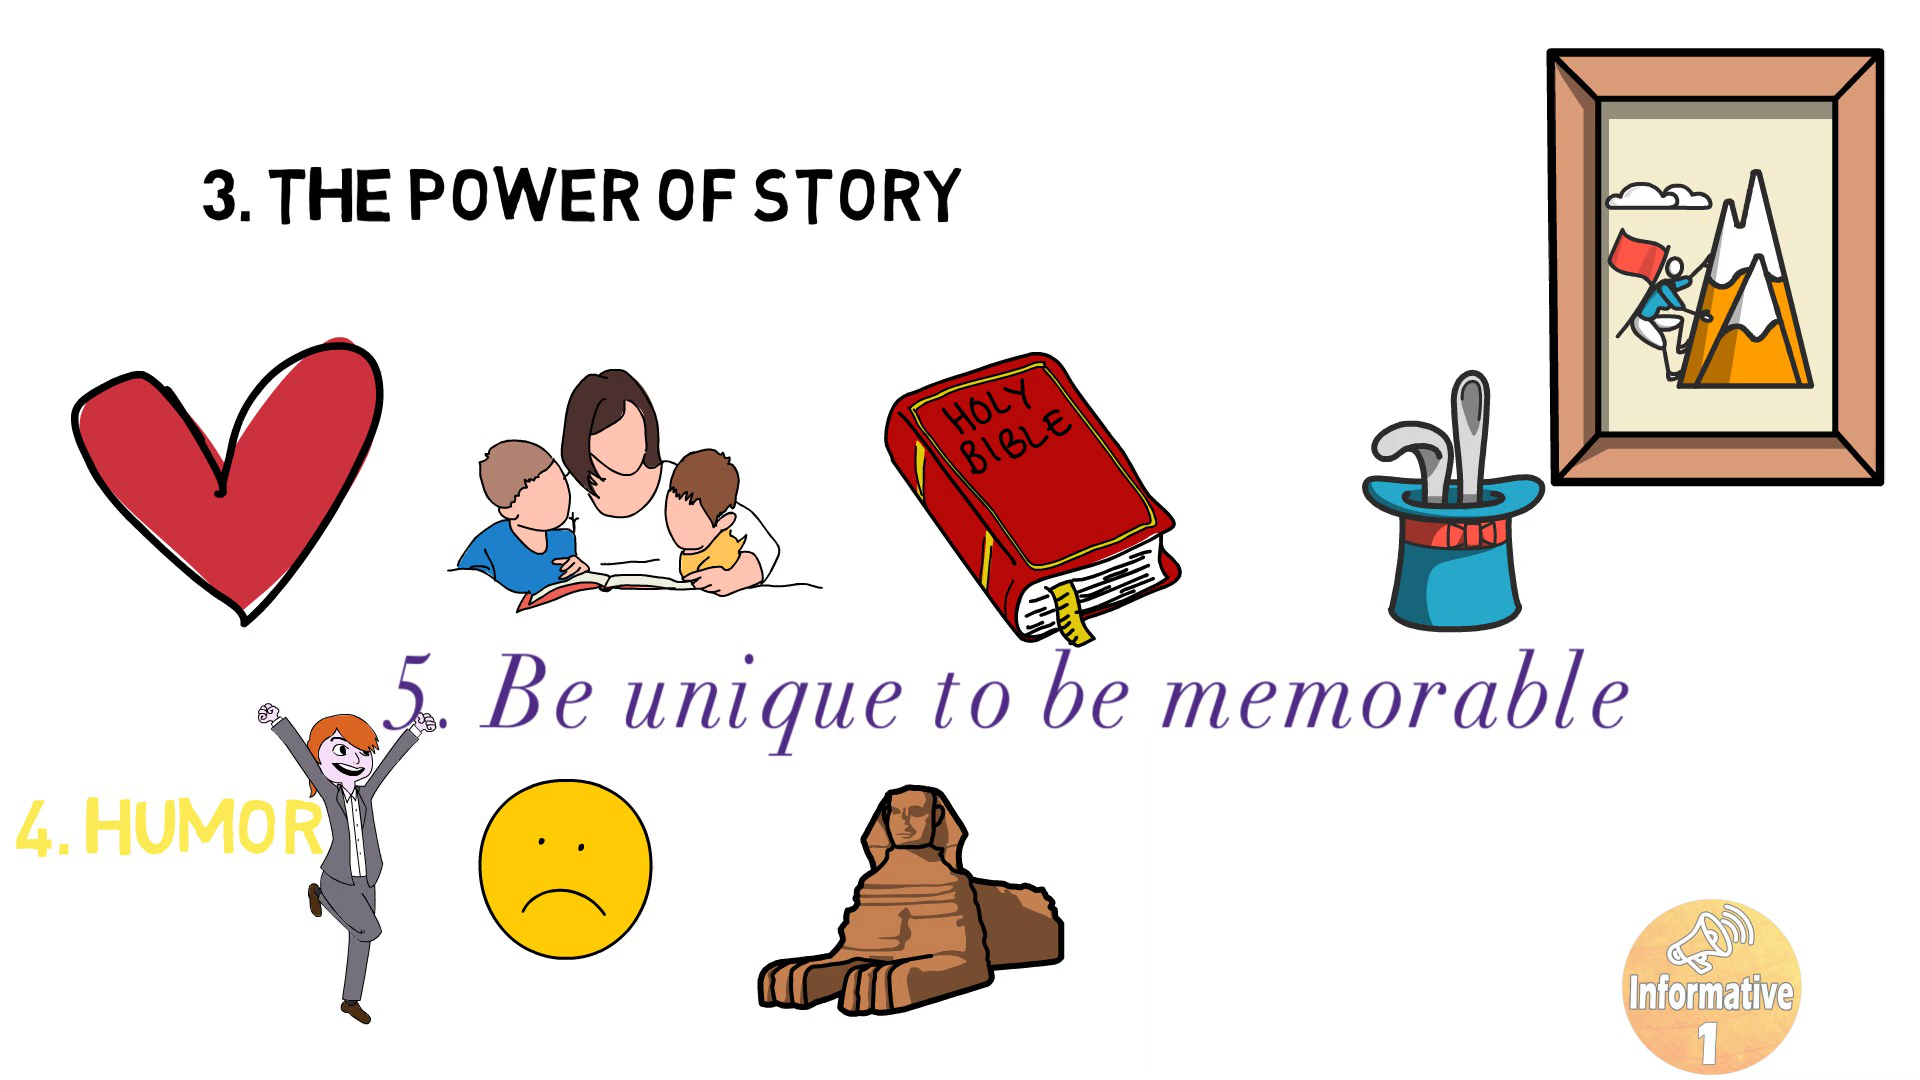 3. THE POWER OF STORY
HOLY
BIBLE
5. Be unique to be memorable
4. HUMOR
Informative
1